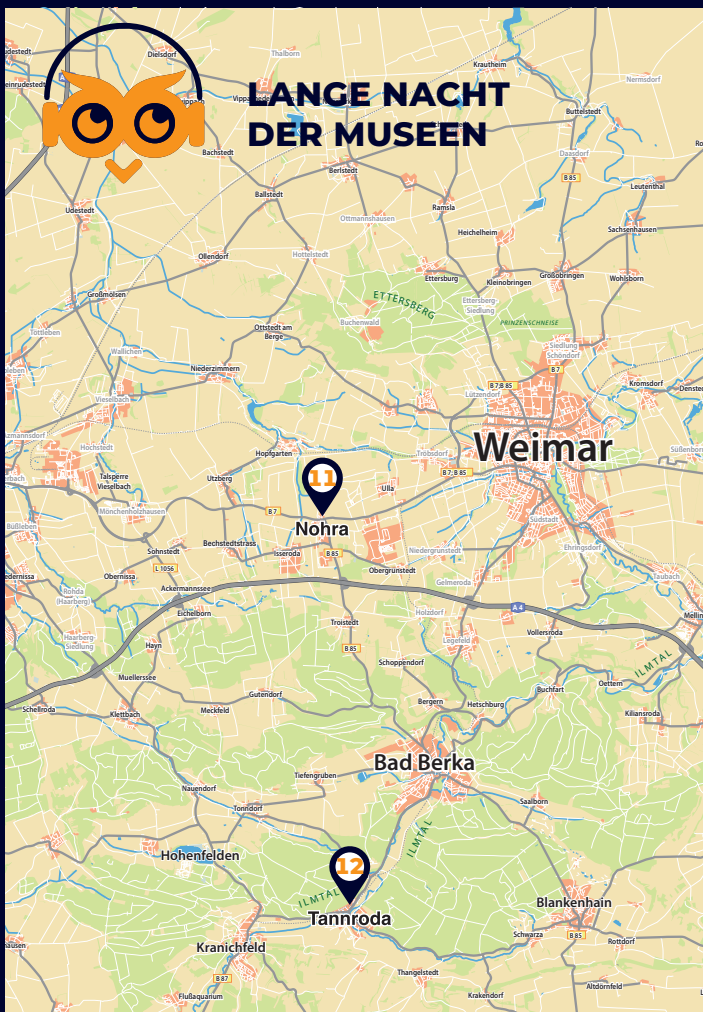 LANGE NACHT
DER MUSEEN
Dielsdorf
Thalborn
Krautheim
Nermsdorf
Buttelstedt
Bachstedt
Berlstedt
Daasdorf
B 85
Leutenthal
Ballstedt
Udestedt
Ottmannshausen
Ramsla
Sachsenhausen
Heichelheim
Ollendorf
Hottelstedt
Ettersburg
Kleinobringen
Großobringen
Wohlsborn
Großmölsen
ETTERSBERG
Ettersberg-
Siedlung
Buchenwald
PRINZENSCHNEISE
Töttleben
Ottstedt am
Berge
Wallichen
Siedlung
Schöndorf
Niederzimmern
B 7
B 7;B 85
Kromsdorf
Vieselbach
Lützendorf
Weimar
Hochstedt
Hopfgarten
Tröbsdorf
B 7; B 85
11
Talsperre
Vieselbach
Utzberg
Ulla
Mönchenholzhausen
B 7
Nohra
Südstadt
Büßleben
Bechstedtstrass
Sohnstedt
Isseroda
B 85
Niedergrunstedt
Ehringsdorf
L 1056
Obergrunstedt
Obernissa
Taubach
Rohda
(Haarberg)
Ackermannssee
Gelmeroda
A 4
Eichelborn
Holzdorf
Troistedt
Haarberg-
Siedlung
Hayn
B 85
Legefeld
Vollersroda
Schoppendorf
ILMTAL
Muellerssee
Oettern
Gutendorf
Buchfart
Schellroda
Klettbach
Meckfeld
Bergern
Hetschburg
Kiliansroda
Bad Berka
Tiefengruben
Nauendorf
Tonndorf
Saalborn
ILMTAL
Hohenfelden
12
ILMTAL
Tannroda
Blankenhain
Kranichfeld
Schwarza
B 85
Rottdorf
B 87
Thangelstedt
Flußaquarium
Krakendorf
Altdörnfeld